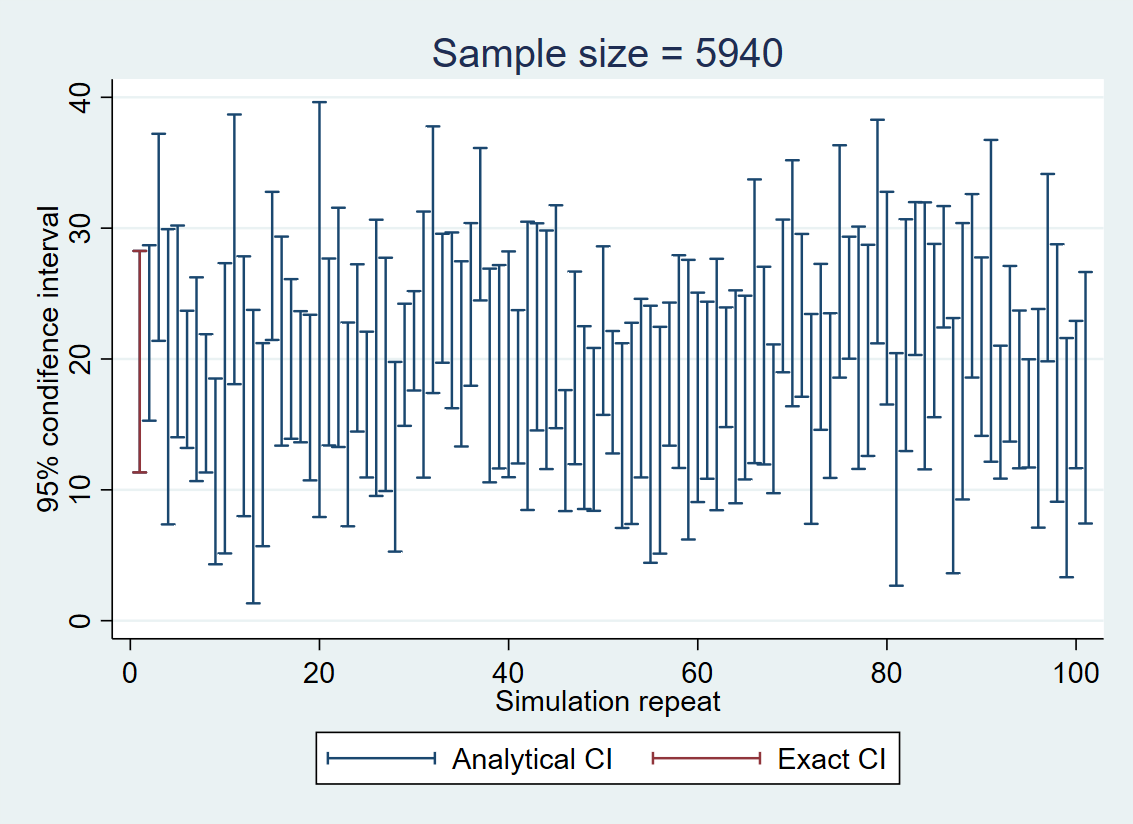 Sample size = 5940
95% condifence interval
40
30
20
10
0
0 20 40 60 80 100
Simulation repeat
Analytical CI Exact CI